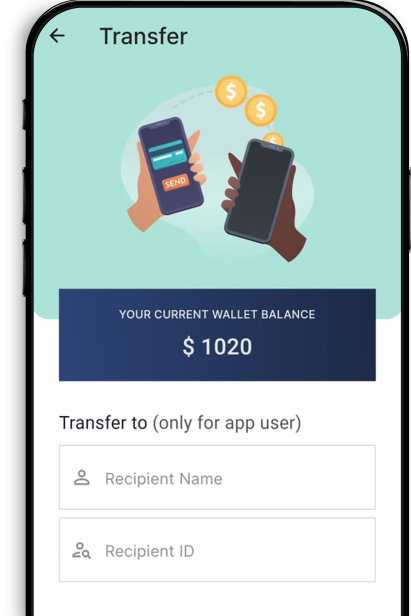 Transfer
$
$
$
SEND
YOUR CURRENT WALLET BALANCE
$ 1020
Transfer to (only for app user)
Recipient Name
Recipient ID